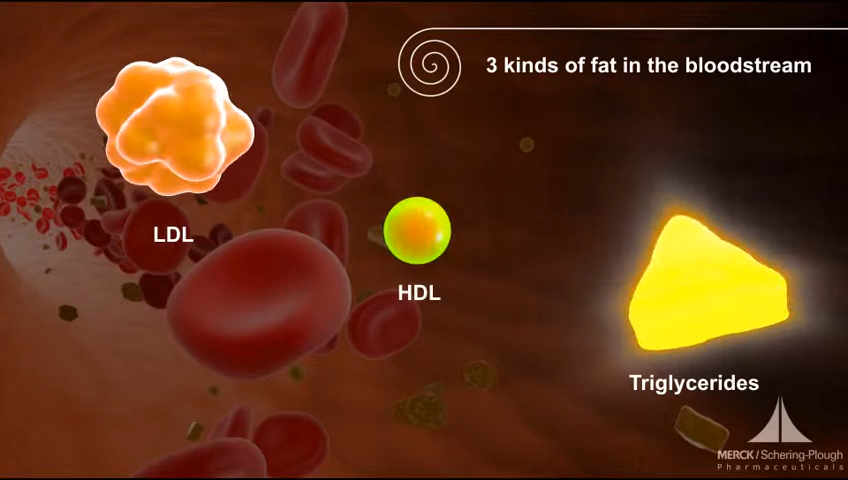 3 kinds of fat in the bloodstream
LDL
HDL
Triglycerides
MERCK / Schering-Plough
Pharmaceuticals